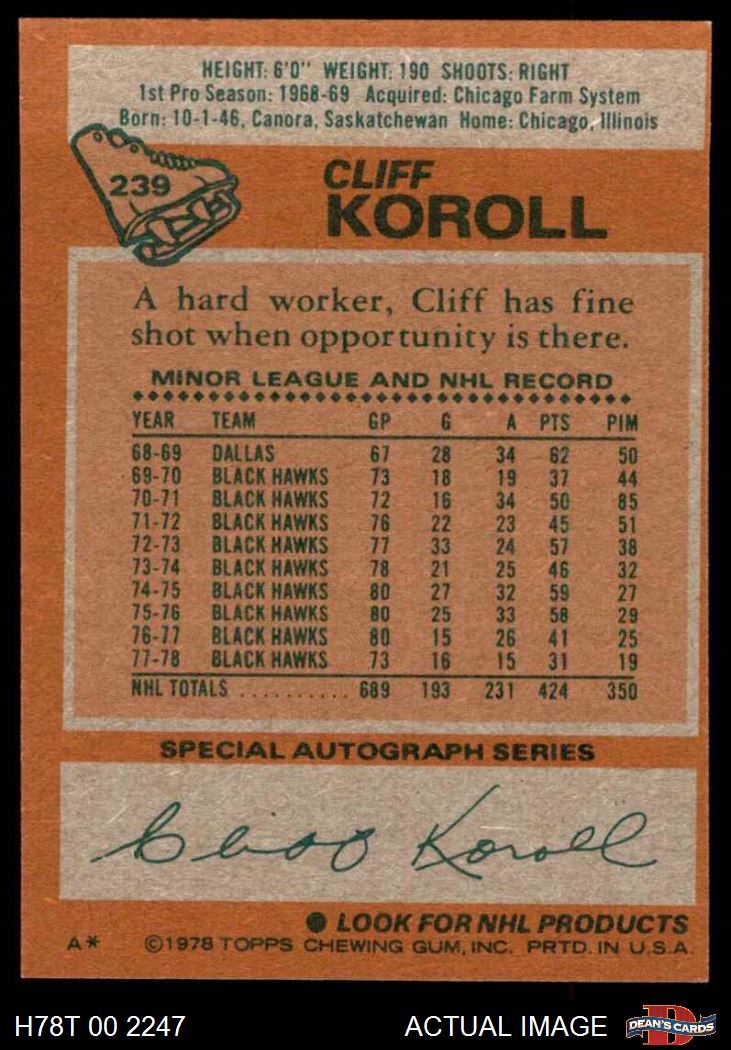 HEIGHT: 6'0" WEIGHT: 190 SHOOTS: RIGHT
1st Pro Season: 1968-69 Acquired: Chicago Farm System
Born: 10-1-46, Canora, Saskatchewan Home: Chicago, Illinois
239
CLIFF
KOROLL
A hard worker, Cliff has fine
shot when opportunity is there.
MINOR LEAGUE AND NHL RECORD
YEAR TEAM GP G A PTS PIM
68-69 DALLAS 67 28 34 62 50
69-70 BLACK HAWKS 73 18 19 37 44
70-71 BLACK HAWKS 72 16 34 50 85
71-72 BLACK HAWKS 76 22 23 45 51
72-73 BLACK HAWKS 77 33 24 57 38
73-74 BLACK HAWKS 78 21 25 46 32
74-75 BLACK HAWKS 80 27 32 59 27
75-76 BLACK HAWKS 80 25 33 58 29
76-77 BLACK HAWKS 80 15 26 41 25
77-78 BLACK HAWKS 73 16 15 31 19
NHL TOTALS .......... 689 193 231 424 350
SPECIAL AUTOGRAPH SERIES
Cliff Koroll
● LOOK FOR NHL PRODUCTS
A* ©1978 TOPPS CHEWING GUM, INC. PRTD. IN U.S.A.
H78T 00 2247 ACTUAL IMAGE DEAN'S CARDS